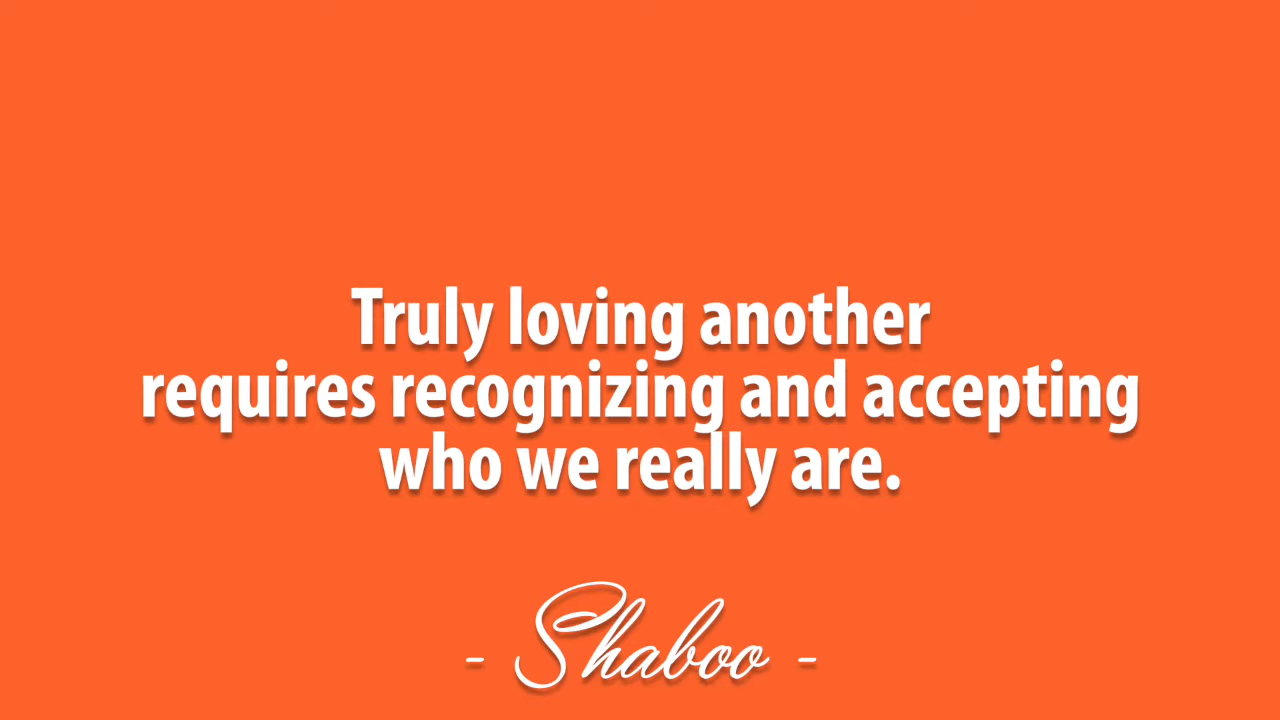 Truly loving another
requires recognizing and accepting
who we really are.
- Shaboo -